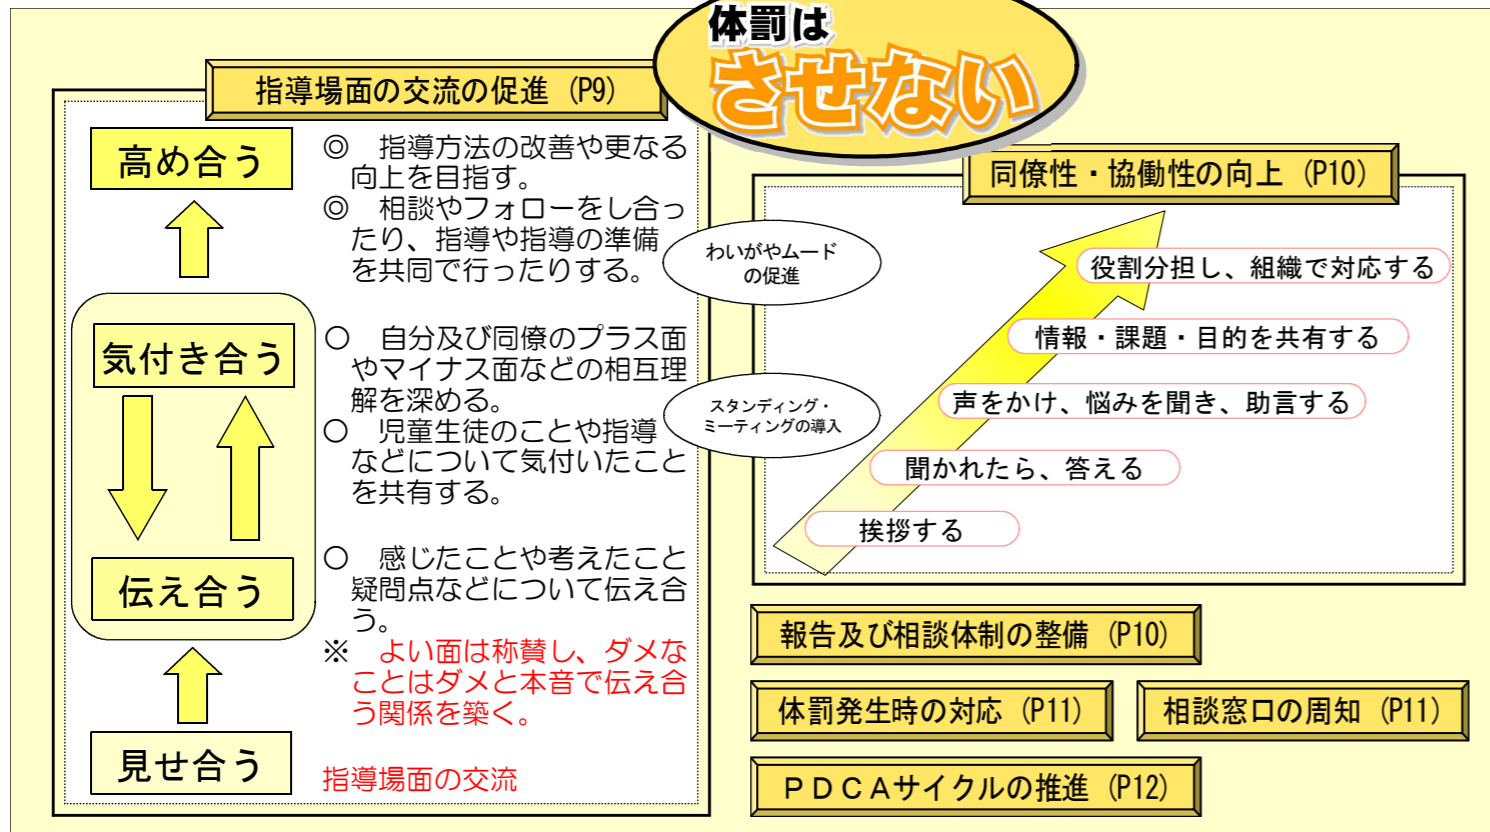 体罰は
させない
指導場面の交流の促進 (P9)
高め合う
◎　指導方法の改善や更なる
向上を目指す。
◎　相談やフォローをし合っ
たり、指導や指導の準備
を共同で行ったりする。
気付き合う
○　自分及び同僚のプラス面
やマイナス面などの相互理
解を深める。
○　児童生徒のことや指導
などについて気付いたこと
を共有する。
伝え合う
○　感じたことや考えたこと
疑問点などについて伝え合
う。
※　よい面は称賛し、ダメな
ことはダメと本音で伝え合
う関係を築く。
見せ合う
指導場面の交流
わいがやムード
の促進
スタンディング・
ミーティングの導入
同僚性・協働性の向上 (P10)
役割分担し、組織で対応する
情報・課題・目的を共有する
声をかけ、悩みを聞き、助言する
聞かれたら、答える
挨拶する
報告及び相談体制の整備 (P10)
体罰発生時の対応 (P11)
相談窓口の周知 (P11)
ＰＤＣＡサイクルの推進 (P12)